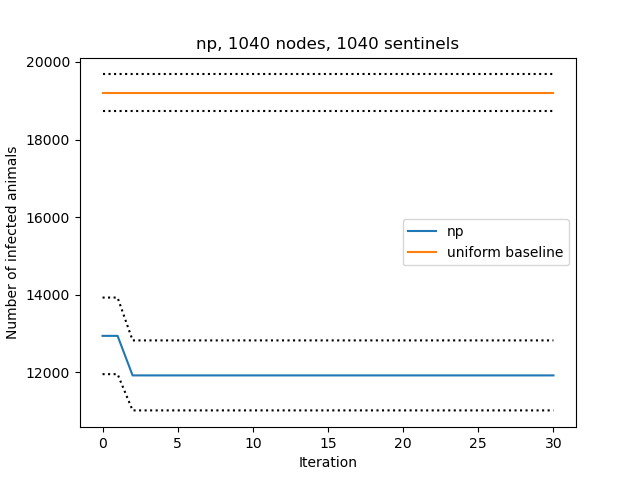 np, 1040 nodes, 1040 sentinels
20000
18000
16000
14000
12000
Number of infected animals
np
uniform baseline
0 5 10 15 20 25 30
Iteration